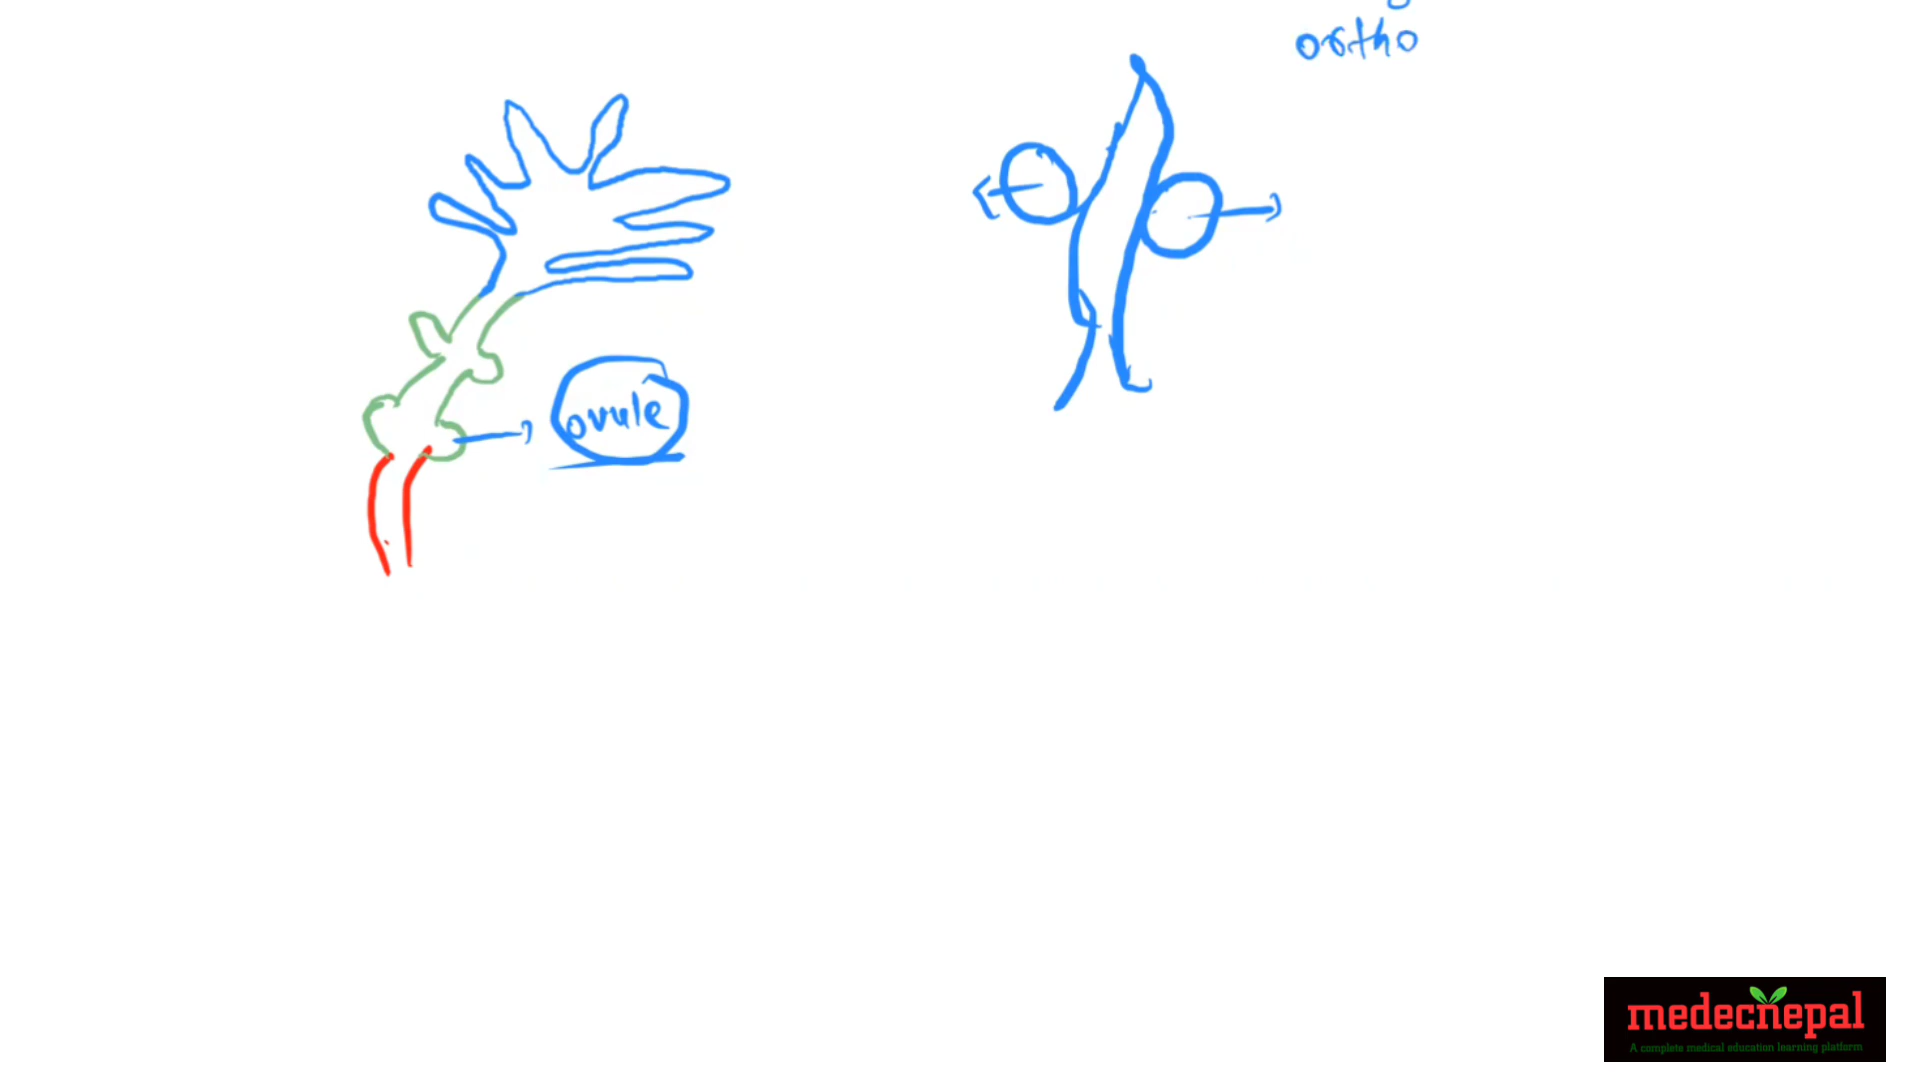 ortho
ovule
medecnepal
A complete medical education learning platform